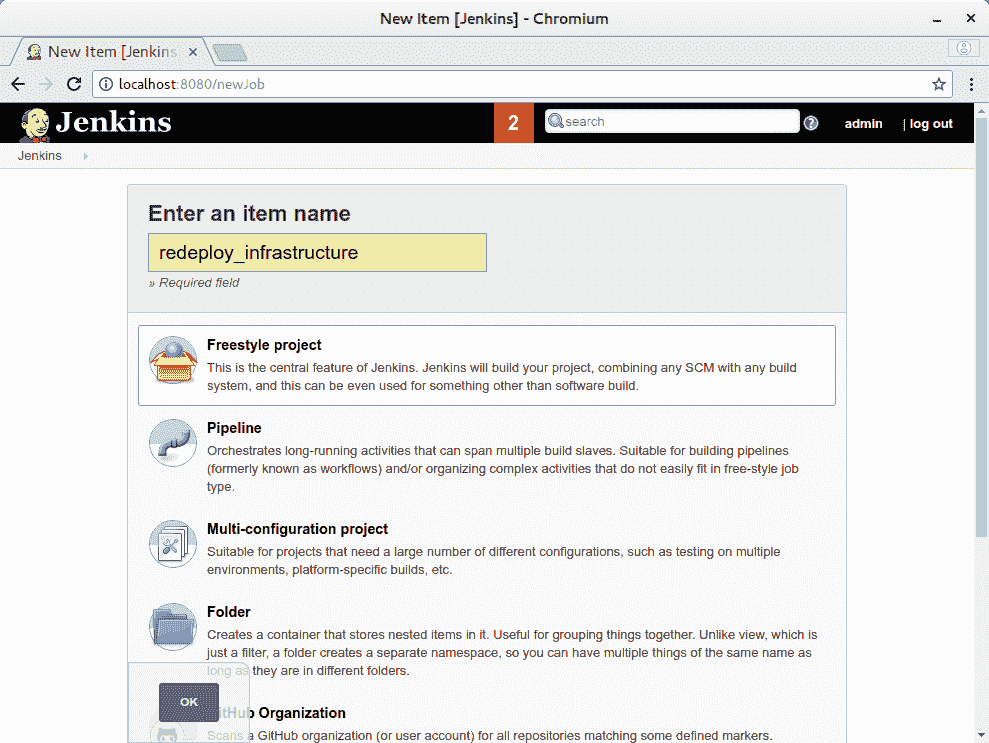 New Item [Jenkins] - Chromium
New Item [Jenkins
localhost:8080/newJob
Jenkins
2
search
admin
| log out
Jenkins
Enter an item name
redeploy_infrastructure
» Required field
Freestyle project
This is the central feature of Jenkins. Jenkins will build your project, combining any SCM with any build
system, and this can be even used for something other than software build.
Pipeline
Orchestrates long-running activities that can span multiple build slaves. Suitable for building pipelines
(formerly known as workflows) and/or organizing complex activities that do not easily fit in free-style job
type.
Multi-configuration project
Suitable for projects that need a large number of different configurations, such as testing on multiple
environments, platform-specific builds, etc.
Folder
Creates a container that stores nested items in it. Useful for grouping things together. Unlike view, which is
just a filter, a folder creates a separate namespace, so you can have multiple things of the same name as
long as they are in different folders.
OK
GitHub Organization
Scans a GitHub organization (or user account) for all repositories matching some defined markers.